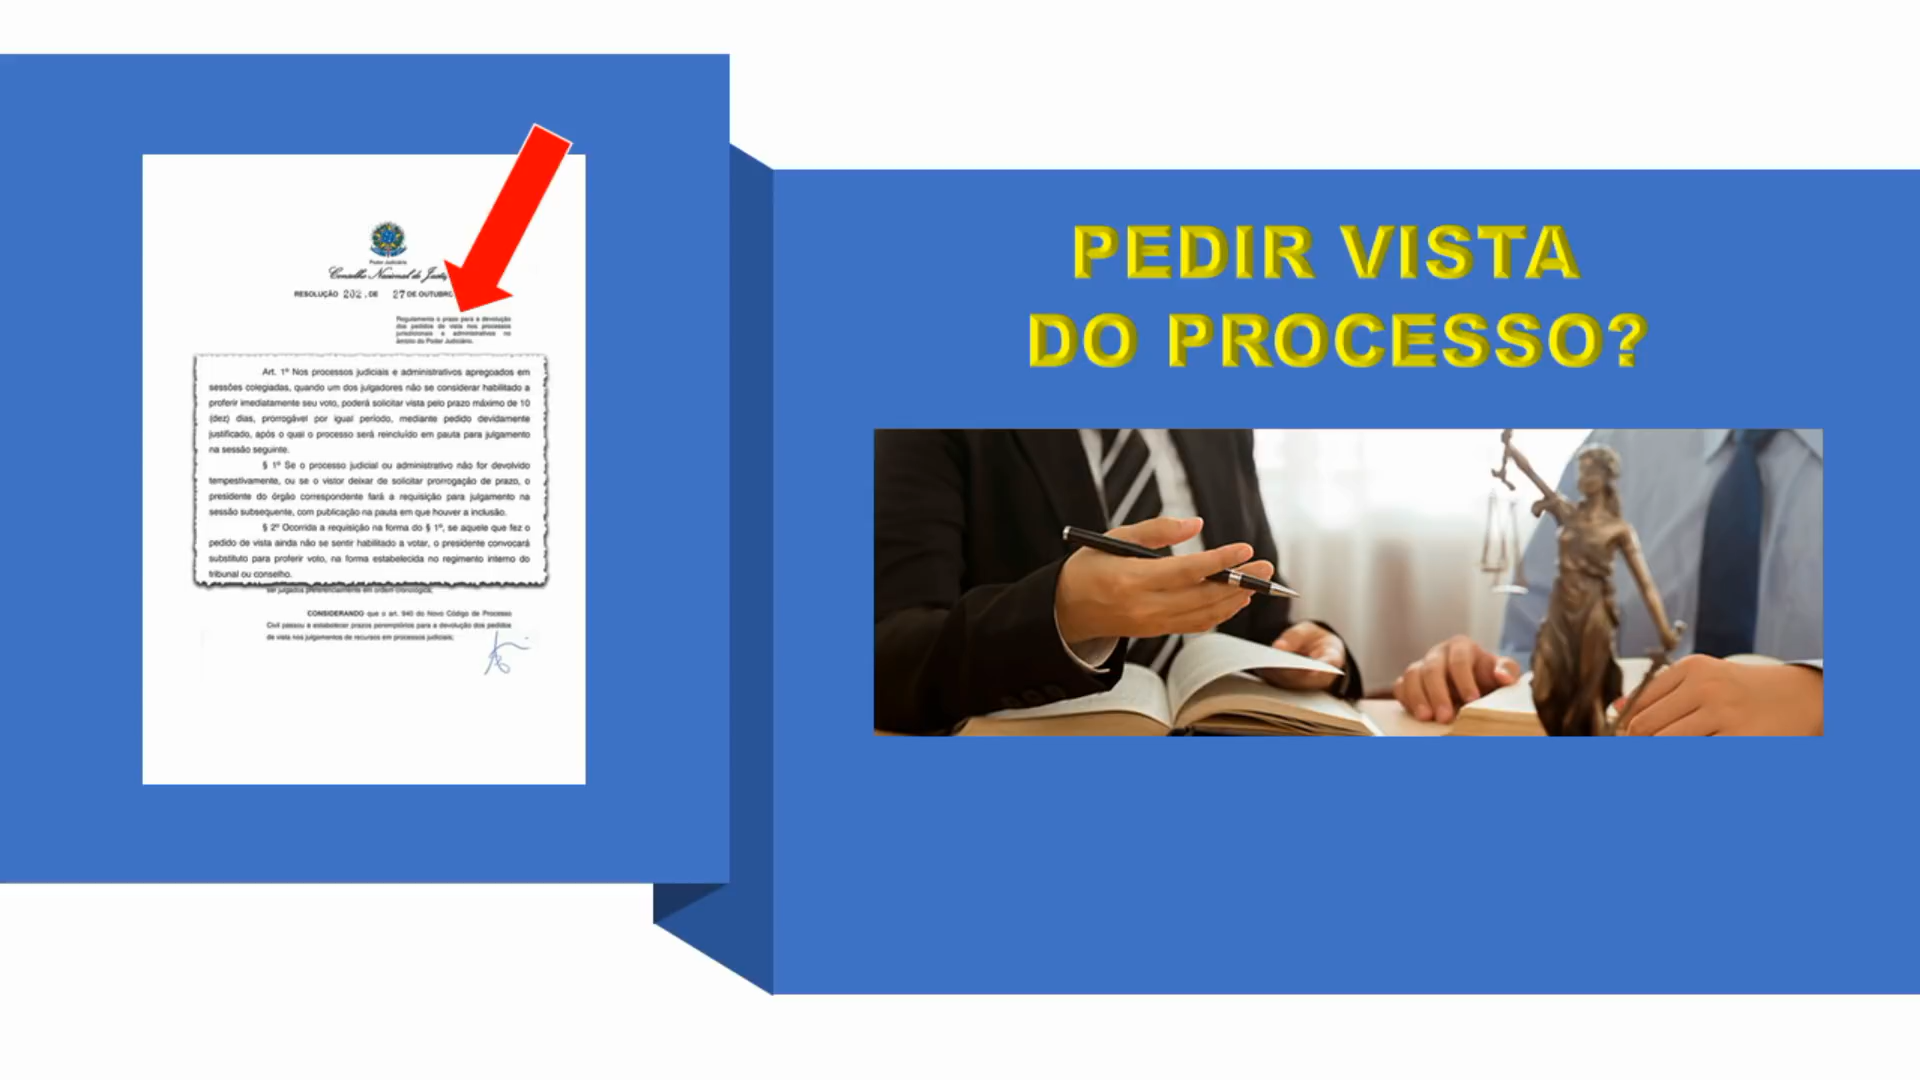 Poder Judiciário
Conselho Nacional de Justiç
RESOLUÇÃO 202, DE 27 DE OUTUBRO
Regulamenta o prazo para a devolução
dos pedidos de vista nos processos
jurisdicionais e administrativos no
âmbito do Poder Judiciário.
Art. 1º Nos processos judiciais e administrativos apregoados em
sessões colegiadas, quando um dos julgadores não se considerar habilitado a
proferir imediatamente seu voto, poderá solicitar vista pelo prazo máximo de 10
(dez) dias, prorrogável por igual período, mediante pedido devidamente
justificado, após o qual o processo será reincluído em pauta para julgamento
na sessão seguinte.
§ 1º Se o processo judicial ou administrativo não for devolvido
tempestivamente, ou se o vistor deixar de solicitar prorrogação de prazo, o
presidente do órgão correspondente fará a requisição para julgamento na
sessão subsequente, com publicação na pauta em que houver a inclusão.
§ 2º Ocorrida a requisição na forma do § 1º, se aquele que fez o
pedido de vista ainda não se sentir habilitado a votar, o presidente convocará
substituto para proferir voto, na forma estabelecida no regimento interno do
tribunal ou conselho.
ser julgados preferencialmente em ordem cronológica;
CONSIDERANDO que o art. 940 do Novo Código de Processo
Civil passou a estabelecer prazos peremptórios para a devolução dos pedidos
de vista nos julgamentos de recursos em processos judiciais;
PEDIR VISTA
DO PROCESSO?